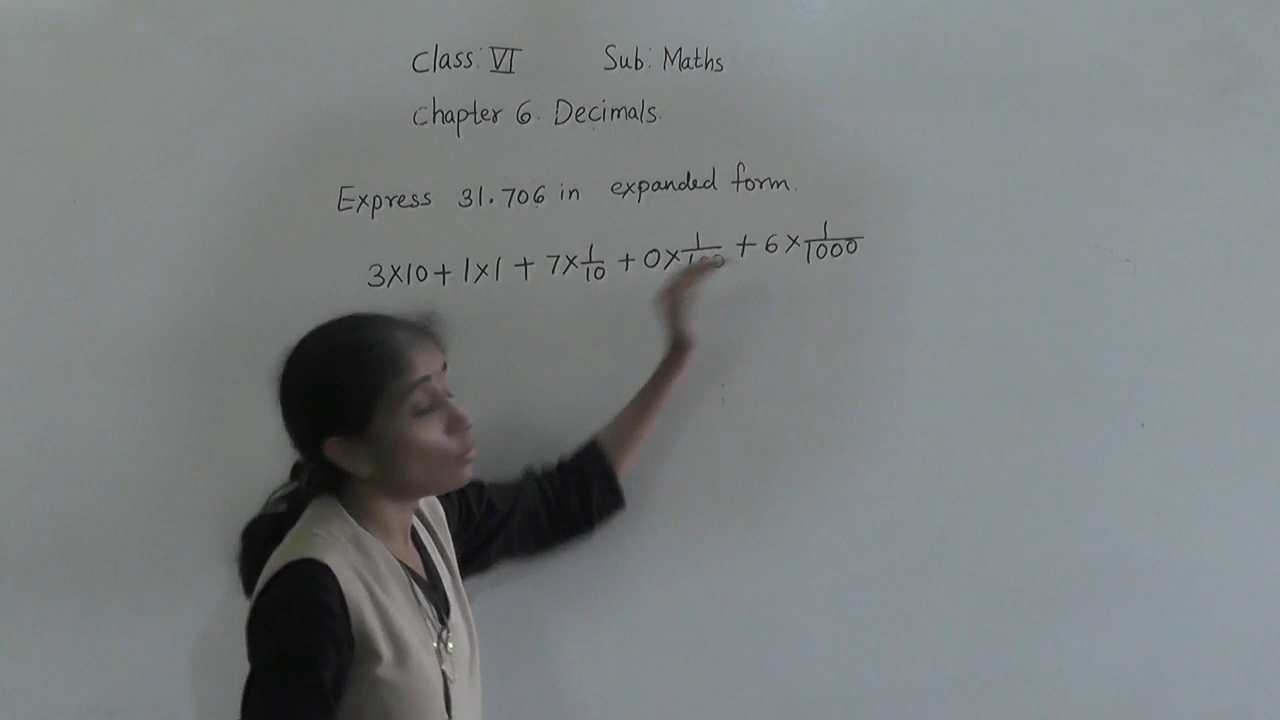 Class: VI Sub: Maths
Chapter 6. Decimals.
Express 31.706 in expanded form.
3×10 + 1×1 + 7×1/10 + 0×1/100 + 6×1/1000